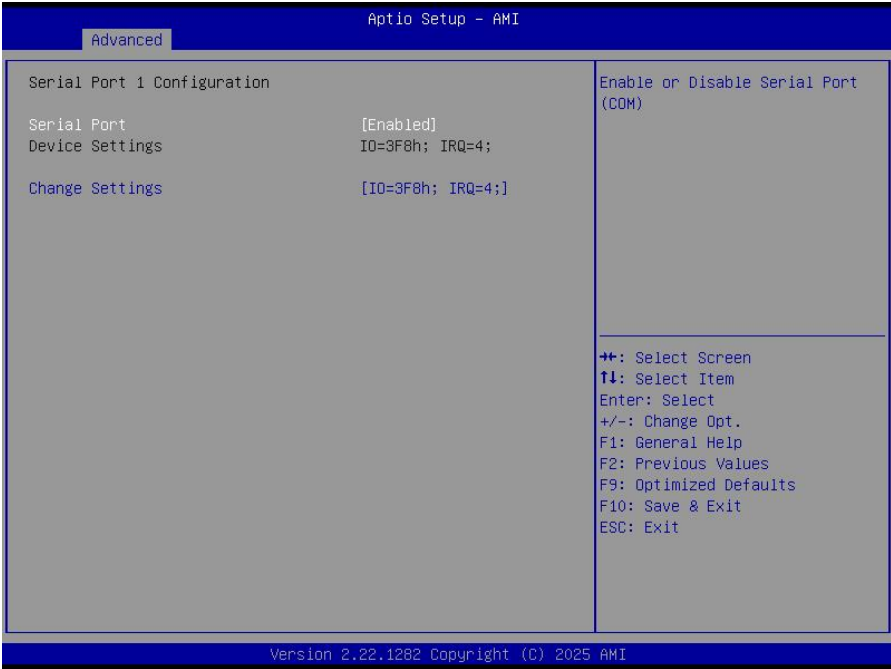 Aptio Setup – AMI
Advanced
Serial Port 1 Configuration
Serial Port [Enabled]
Device Settings IO=3F8h; IRQ=4;
Change Settings [IO=3F8h; IRQ=4;]
Enable or Disable Serial Port
(COM)
→←: Select Screen
↑↓: Select Item
Enter: Select
+/-: Change Opt.
F1: General Help
F2: Previous Values
F9: Optimized Defaults
F10: Save & Exit
ESC: Exit
Version 2.22.1282 Copyright (C) 2025 AMI